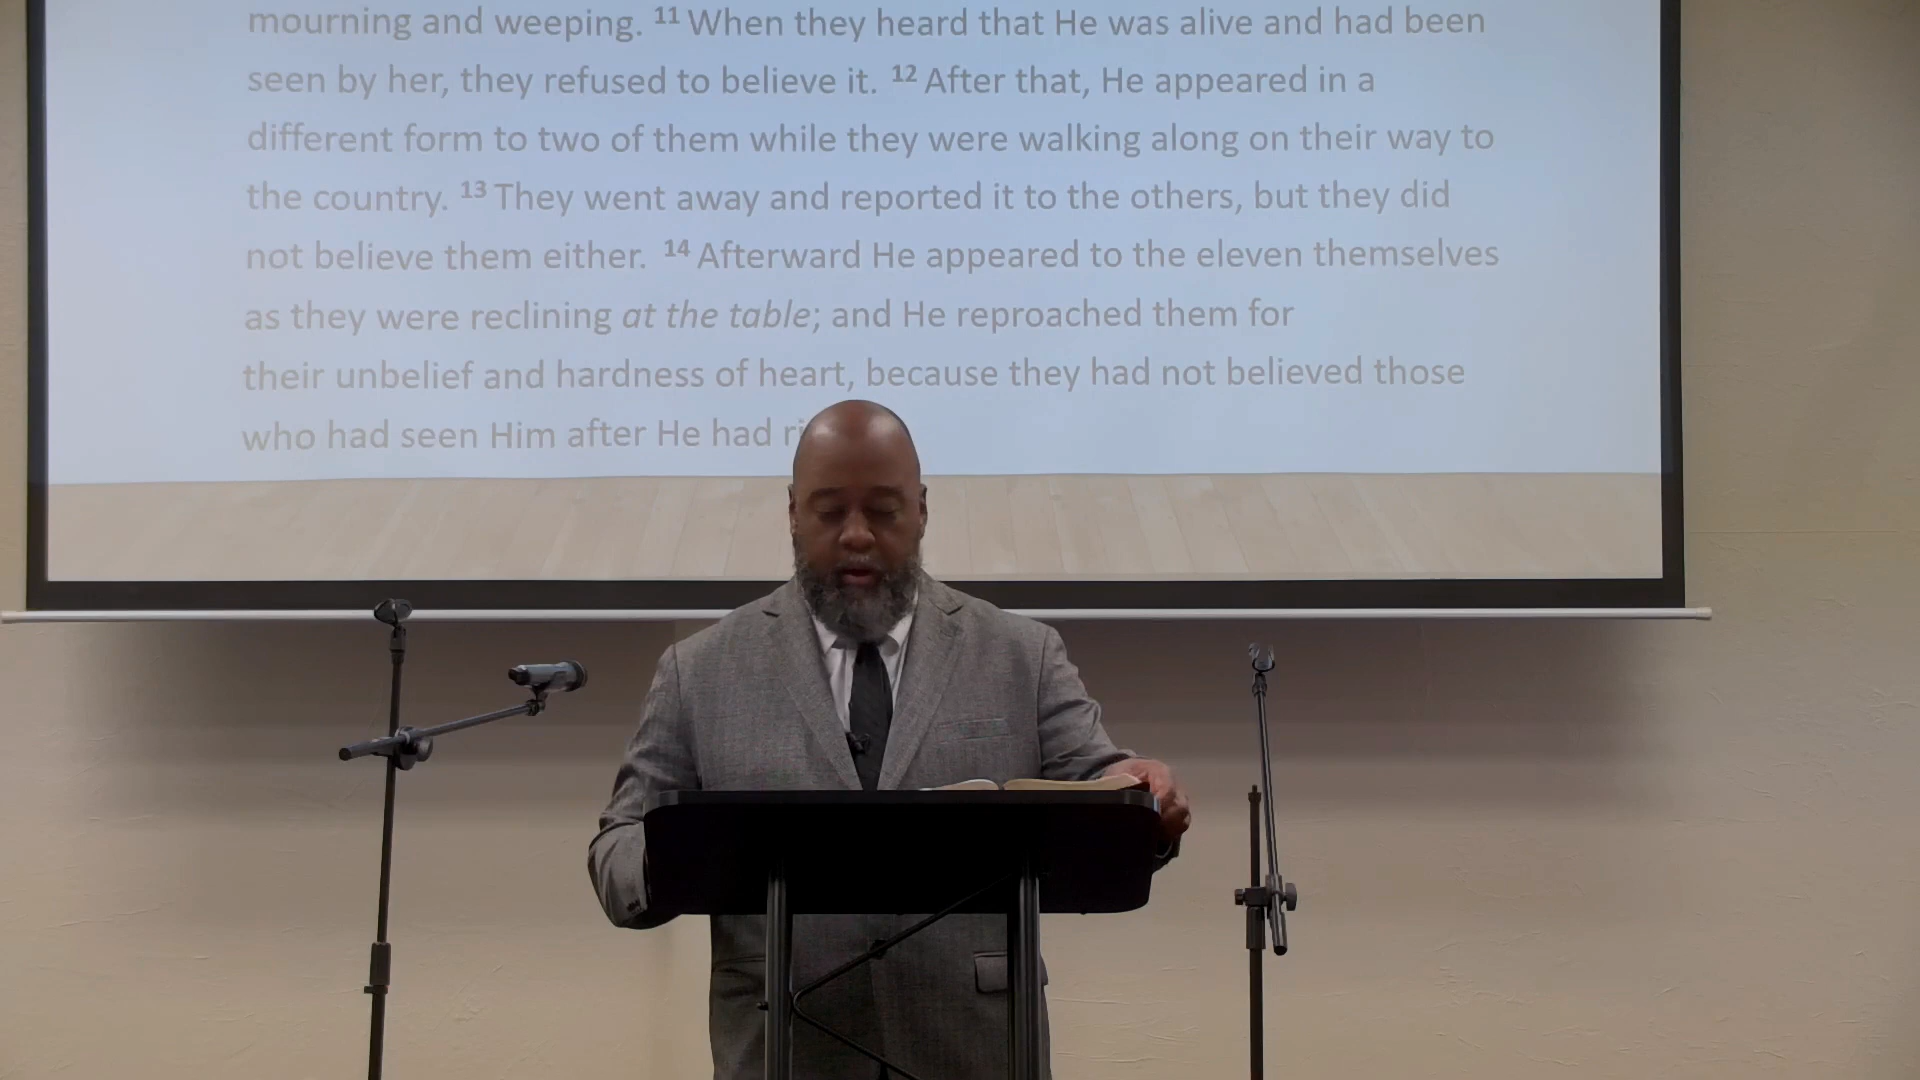 mourning and weeping. 11 When they heard that He was alive and had been
seen by her, they refused to believe it. 12 After that, He appeared in a
different form to two of them while they were walking along on their way to
the country. 13 They went away and reported it to the others, but they did
not believe them either. 14 Afterward He appeared to the eleven themselves
as they were reclining at the table; and He reproached them for
their unbelief and hardness of heart, because they had not believed those
who had seen Him after He had